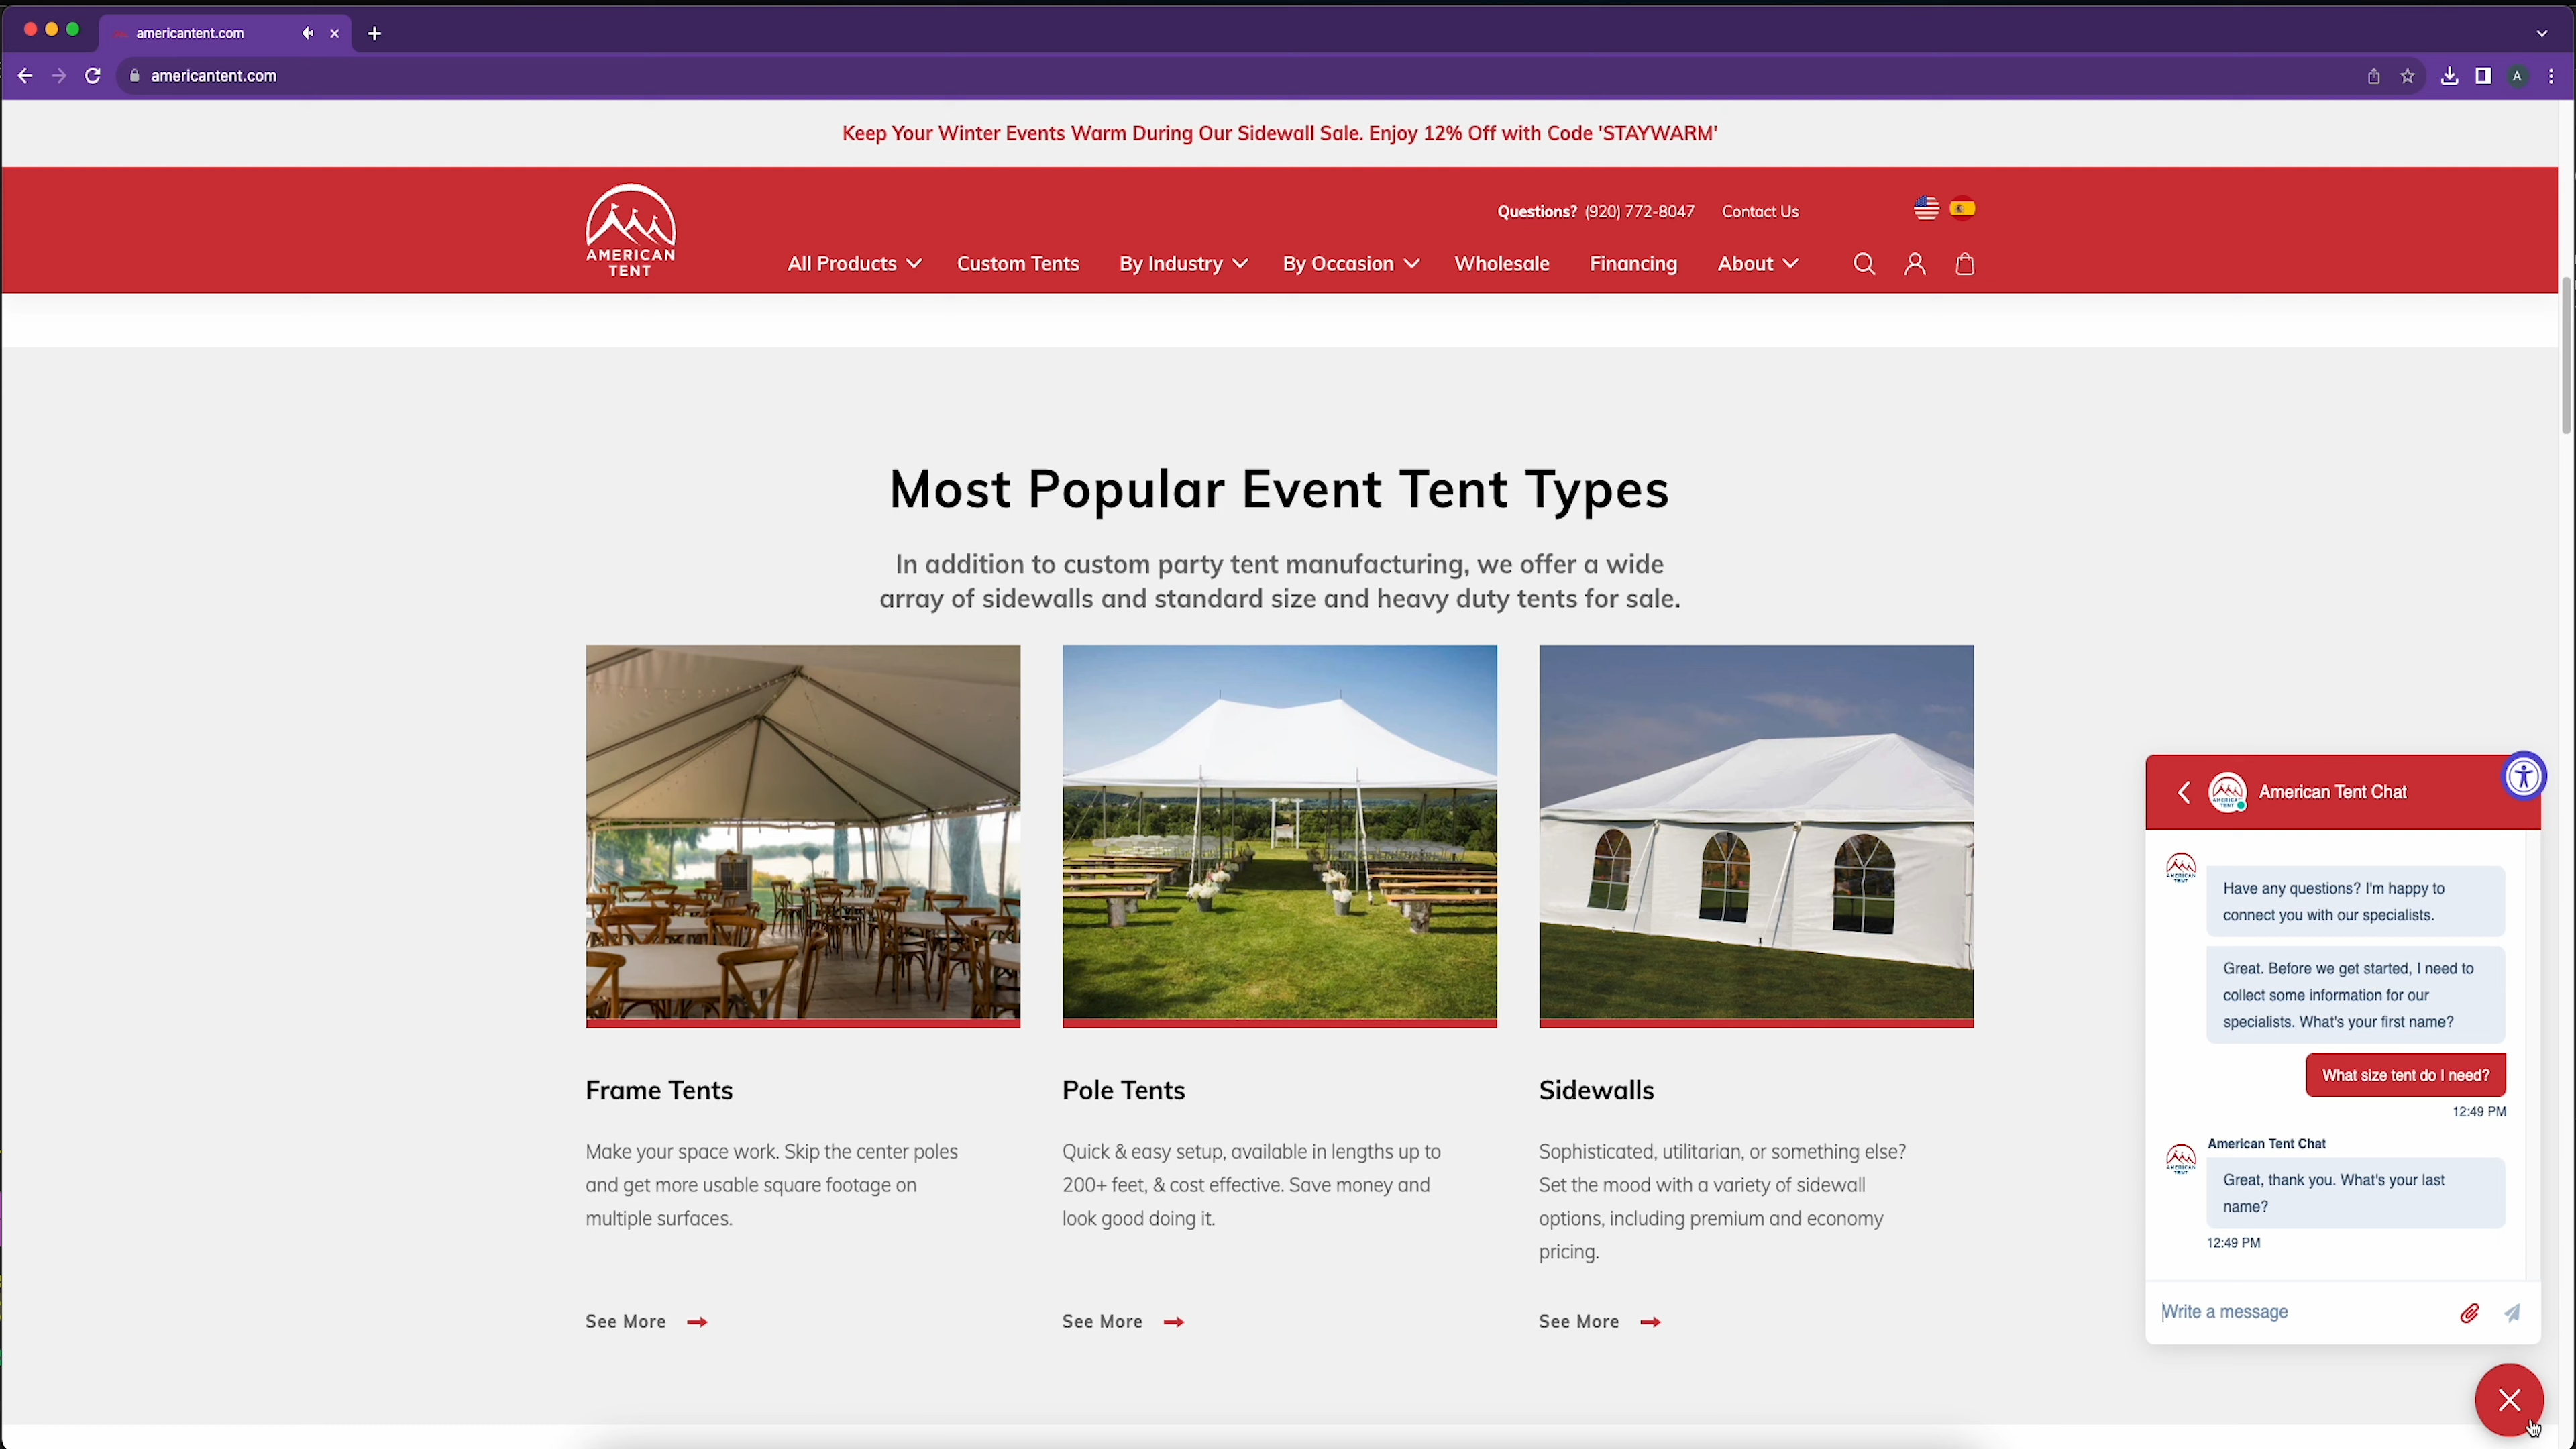 americantent.com
americantent.com
A
Keep Your Winter Events Warm During Our Sidewall Sale. Enjoy 12% Off with Code 'STAYWARM'
AMERICAN
TENT
Questions? (920) 772-8047 Contact Us
All Products Custom Tents By Industry By Occasion Wholesale Financing About
Most Popular Event Tent Types
In addition to custom party tent manufacturing, we offer a wide
array of sidewalls and standard size and heavy duty tents for sale.
Frame Tents
Make your space work. Skip the center poles
and get more usable square footage on
multiple surfaces.
See More
Pole Tents
Quick & easy setup, available in lengths up to
200+ feet, & cost effective. Save money and
look good doing it.
See More
Sidewalls
Sophisticated, utilitarian, or something else?
Set the mood with a variety of sidewall
options, including premium and economy
pricing.
See More
American Tent Chat
Have any questions? I'm happy to
connect you with our specialists.
Great. Before we get started, I need to
collect some information for our
specialists. What's your first name?
What size tent do I need?
12:49 PM
American Tent Chat
Great, thank you. What's your last
name?
12:49 PM
Write a message